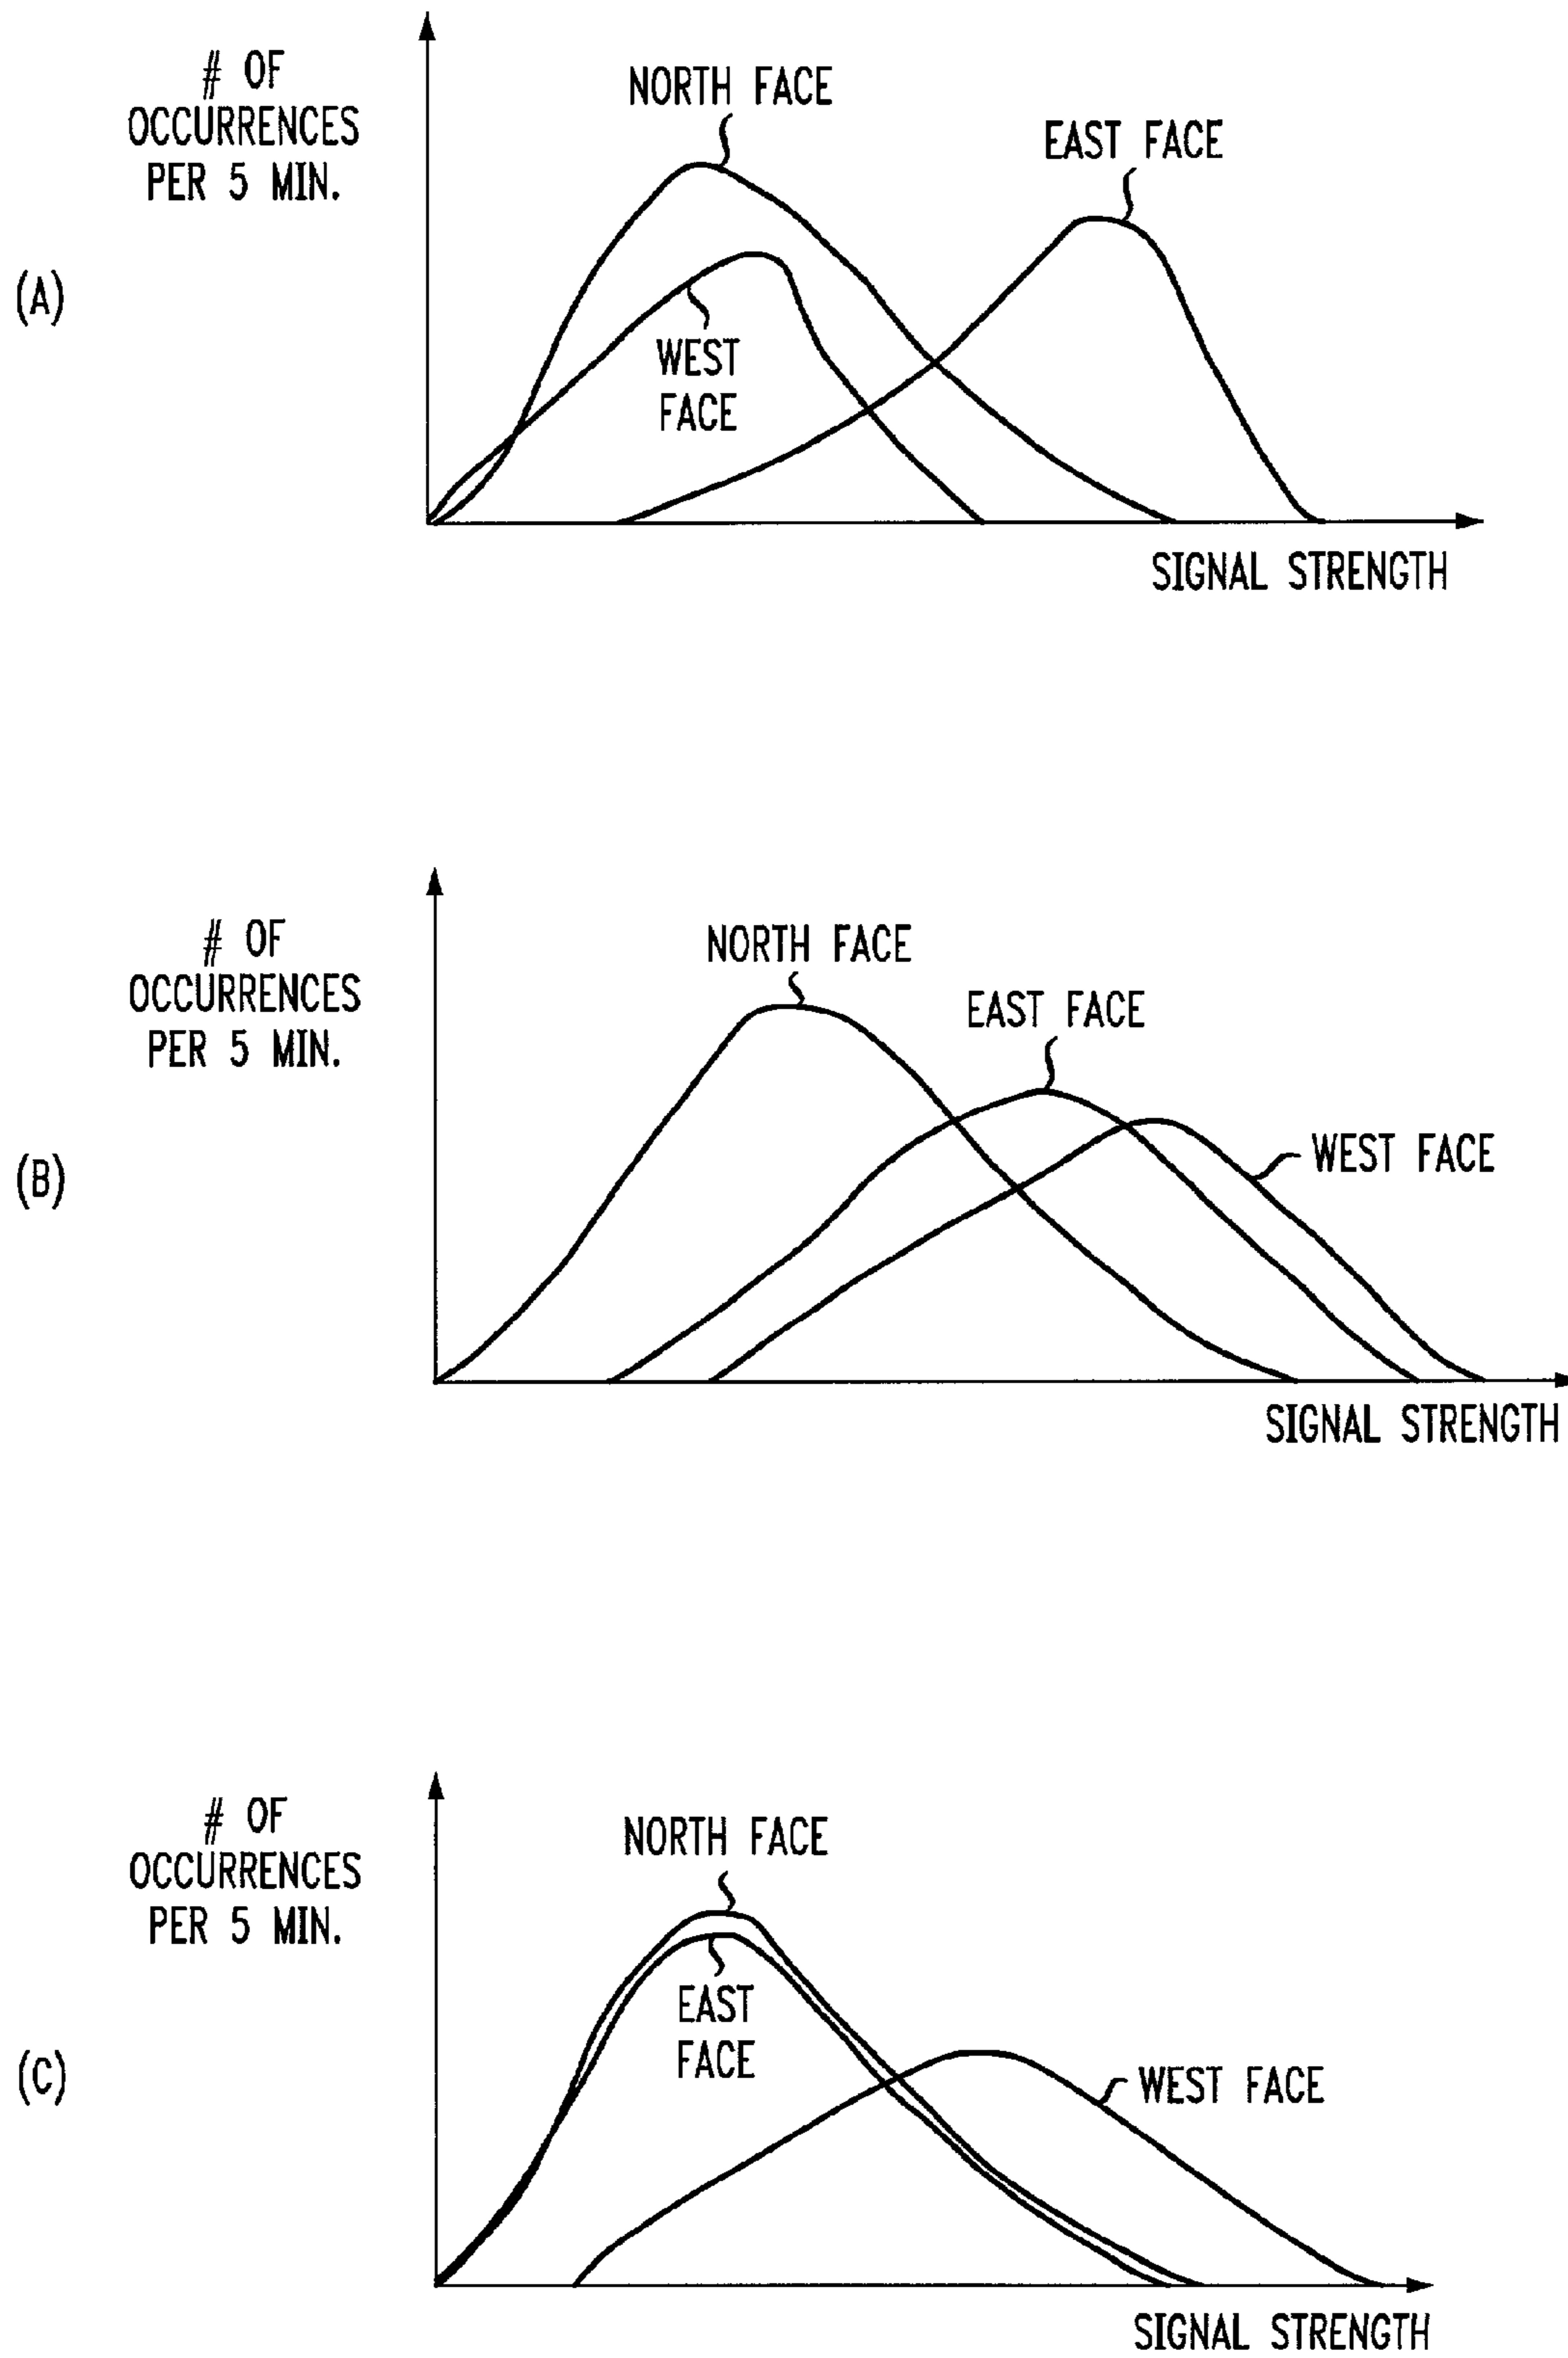 # OF
OCCURRENCES
PER 5 MIN.
NORTH FACE
EAST FACE
(A)
WEST
FACE
SIGNAL STRENGTH
# OF
OCCURRENCES
PER 5 MIN.
NORTH FACE
EAST FACE
(B)
WEST FACE
SIGNAL STRENGTH
# OF
OCCURRENCES
PER 5 MIN.
NORTH FACE
EAST
FACE
(C)
WEST FACE
SIGNAL STRENGTH